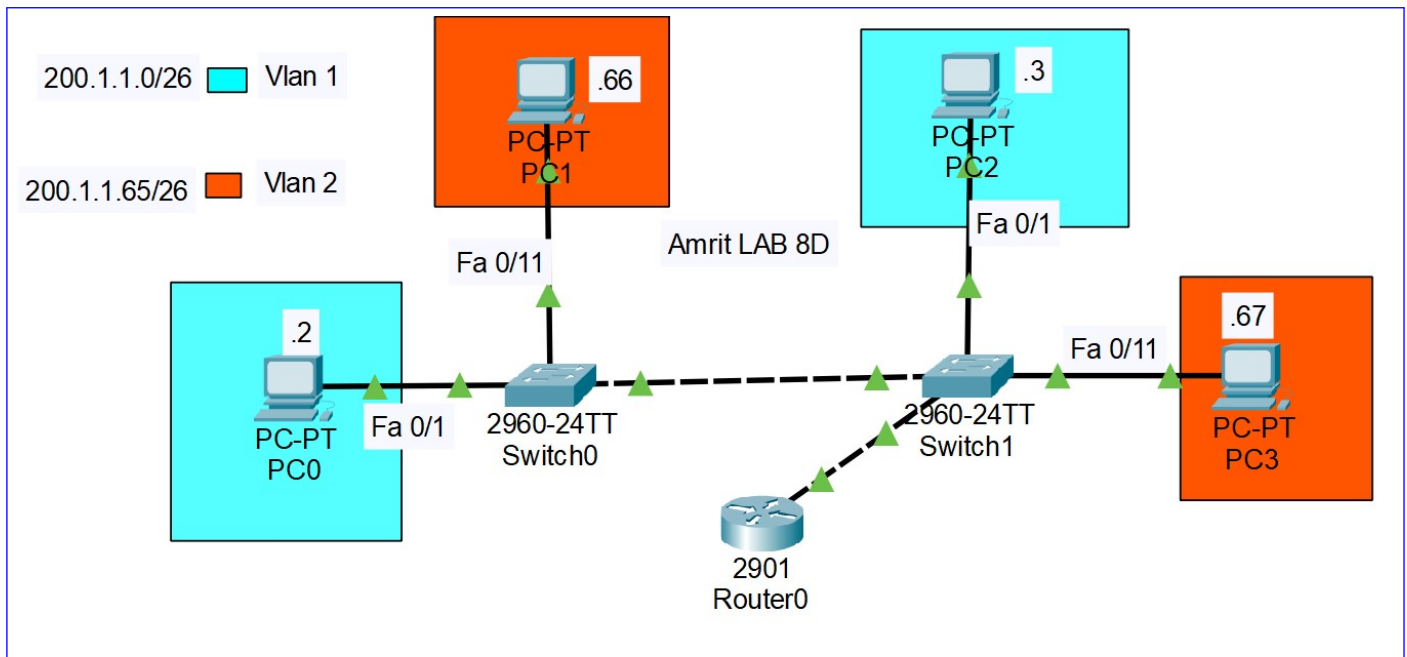 200.1.1.0/26
Vlan 1
200.1.1.65/26
Vlan 2
.66
PC-PT
PC1
Fa 0/11
Amrit LAB 8D
.3
PC-PT
PC2
Fa 0/1
.2
PC-PT
PC0
Fa 0/1
2960-24TT
Switch0
2960-24TT
Switch1
Fa 0/11
.67
PC-PT
PC3
2901
Router0